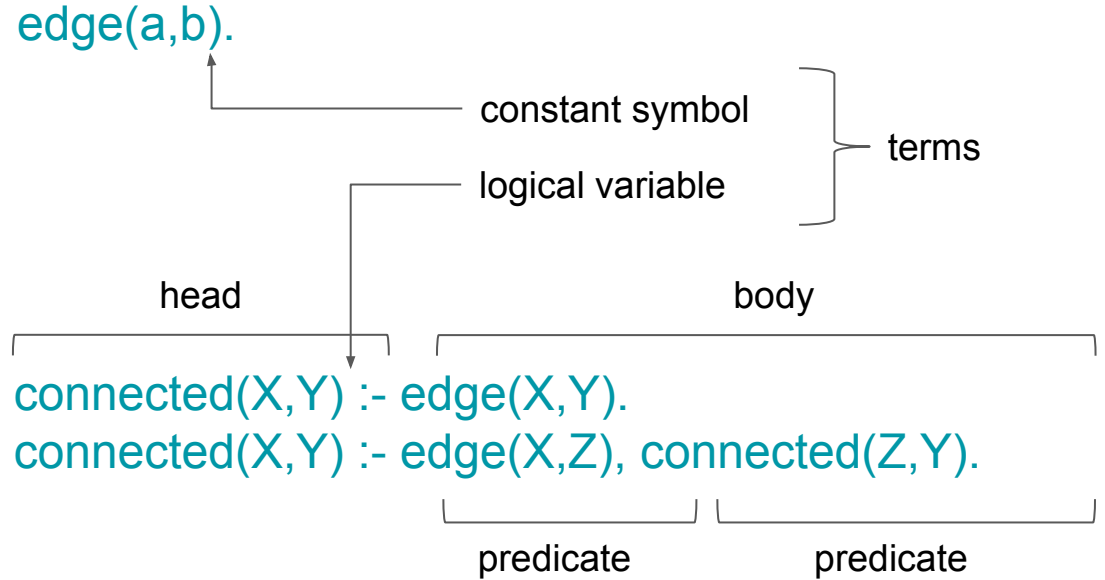 edge(a,b).
constant symbol
terms
logical variable
head
body
connected(X,Y) :- edge(X,Y).
connected(X,Y) :- edge(X,Z), connected(Z,Y).
predicate
predicate